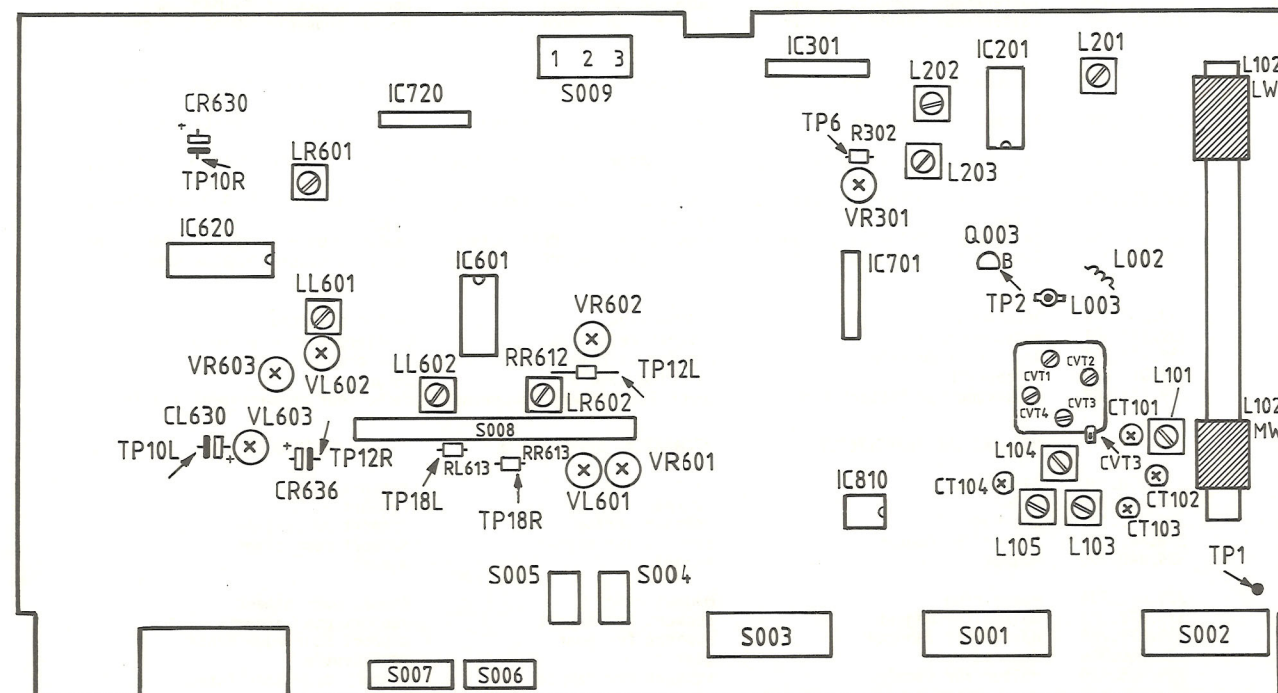 1 2 3
S009
IC301
IC201
L201
L202
L102
LW
IC720
CR630
+
TP6
R302
LR601
TP10R
L203
VR301
IC620
IC601
Q003
B
IC701
L002
TP2
L003
LL601
VR602
VR603
VL602
LL602
RR612
TP12L
LR602
CVT1
CVT2
CVT3
CVT4
L101
CT101
L102
MW
CL630
VL603
S008
TP10L
+
+
TP12R
CR636
RL613
RR613
TP18L
TP18R
VL601
VR601
L104
CVT3
IC810
CT104
CT102
L105
L103
CT103
TP1
S005
S004
S003
S001
S002
S007
S006